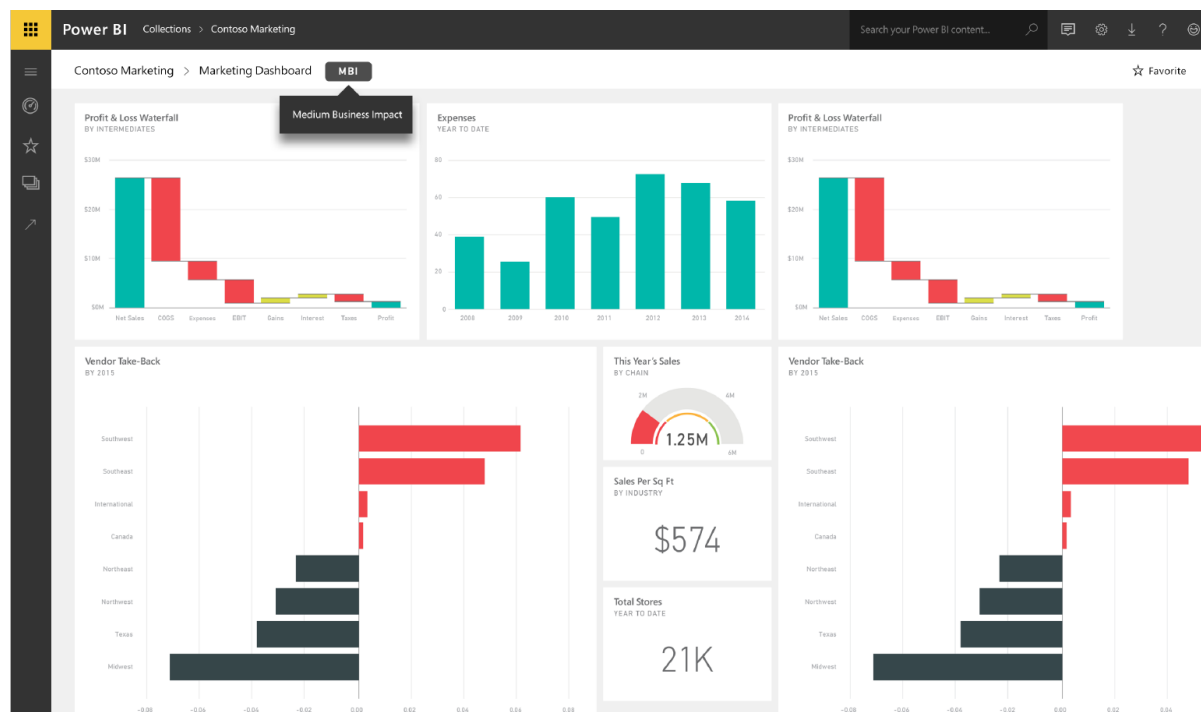 Power BI
Collections > Contoso Marketing
Search your Power BI content...
Contoso Marketing > Marketing Dashboard
MBI
Favorite
Medium Business Impact
Profit & Loss Waterfall
BY INTERMEDIATES
$30M
$20M
$10M
$0M
Net Sales COGS Expenses EBIT Gains Interest Taxes Profit
Expenses
YEAR TO DATE
80
60
40
20
0
2008 2009 2010 2011 2012 2013 2014
Profit & Loss Waterfall
BY INTERMEDIATES
$30M
$20M
$10M
$0M
Net Sales COGS Expenses EBIT Gains Interest Taxes Profit
Vendor Take-Back
BY 2015
Southwest
Southeast
International
Canada
Northeast
Northwest
Texas
Midwest
-0.08 -0.06 -0.04 -0.02 0.00 0.02 0.04 0.06 0.08
This Year's Sales
BY CHAIN
2M 4M
1.25M
0 6M
Sales Per Sq Ft
BY INDUSTRY
$574
Total Stores
YEAR TO DATE
21K
Vendor Take-Back
BY 2015
Southwest
Southeast
International
Canada
Northeast
Northwest
Texas
Midwest
-0.08 -0.06 -0.04 -0.02 0.00 0.02 0.04